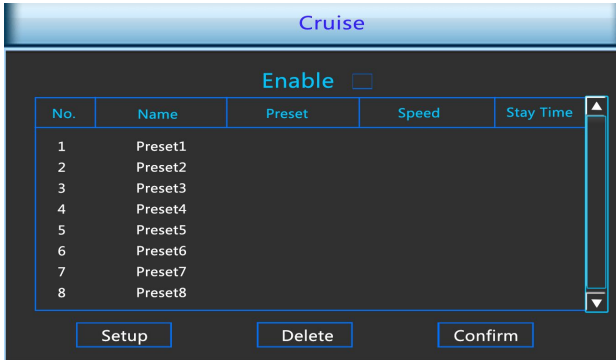 Cruise
Enable
No. Name Preset Speed Stay Time
1 Preset1
2 Preset2
3 Preset3
4 Preset4
5 Preset5
6 Preset6
7 Preset7
8 Preset8
Setup Delete Confirm